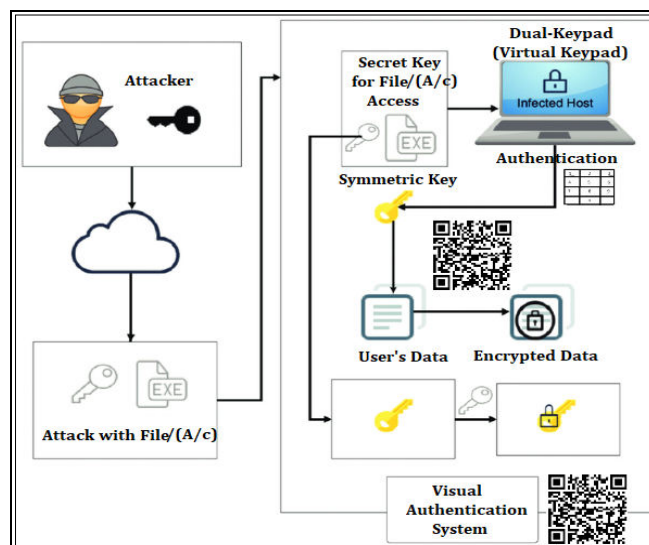 Attacker
Attack with File/(A/c)
EXE
Secret Key
for File/(A/c)
Access
EXE
Dual-Keypad
(Virtual Keypad)
Infected Host
Authentication
Symmetric Key
User's Data
Encrypted Data
Visual
Authentication
System